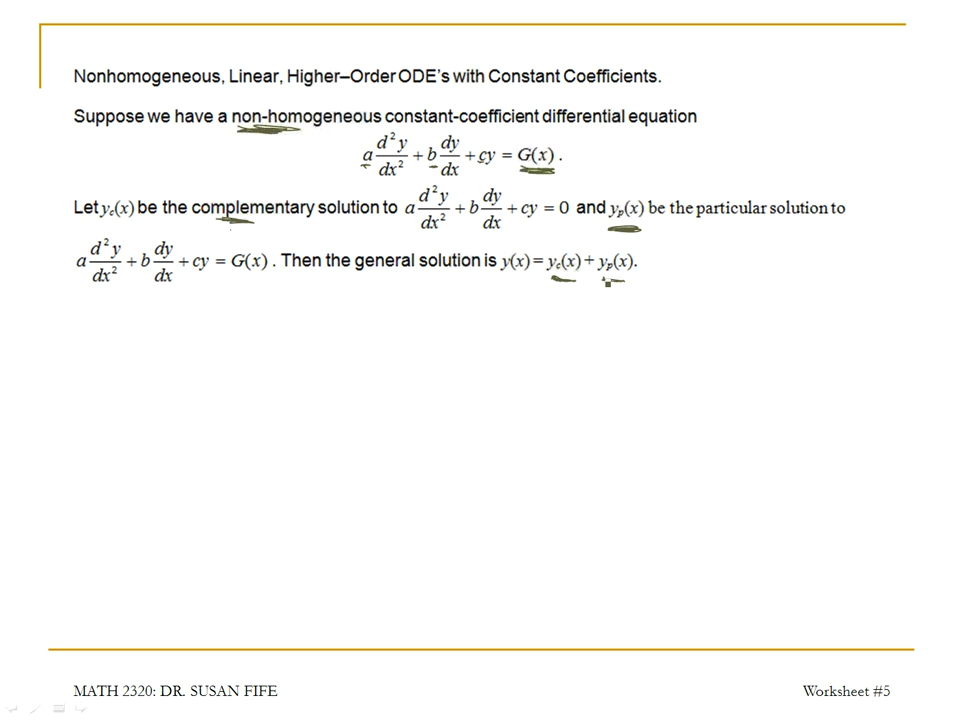 Nonhomogeneous, Linear, Higher–Order ODE's with Constant Coefficients.
Suppose we have a non-homogeneous constant-coefficient differential equation
a d²y/dx² + b dy/dx + cy = G(x).
Let y_c(x) be the complementary solution to a d²y/dx² + b dy/dx + cy = 0 and y_p(x) be the particular solution to
a d²y/dx² + b dy/dx + cy = G(x). Then the general solution is y(x) = y_c(x) + y_p(x).
MATH 2320: DR. SUSAN FIFE Worksheet #5